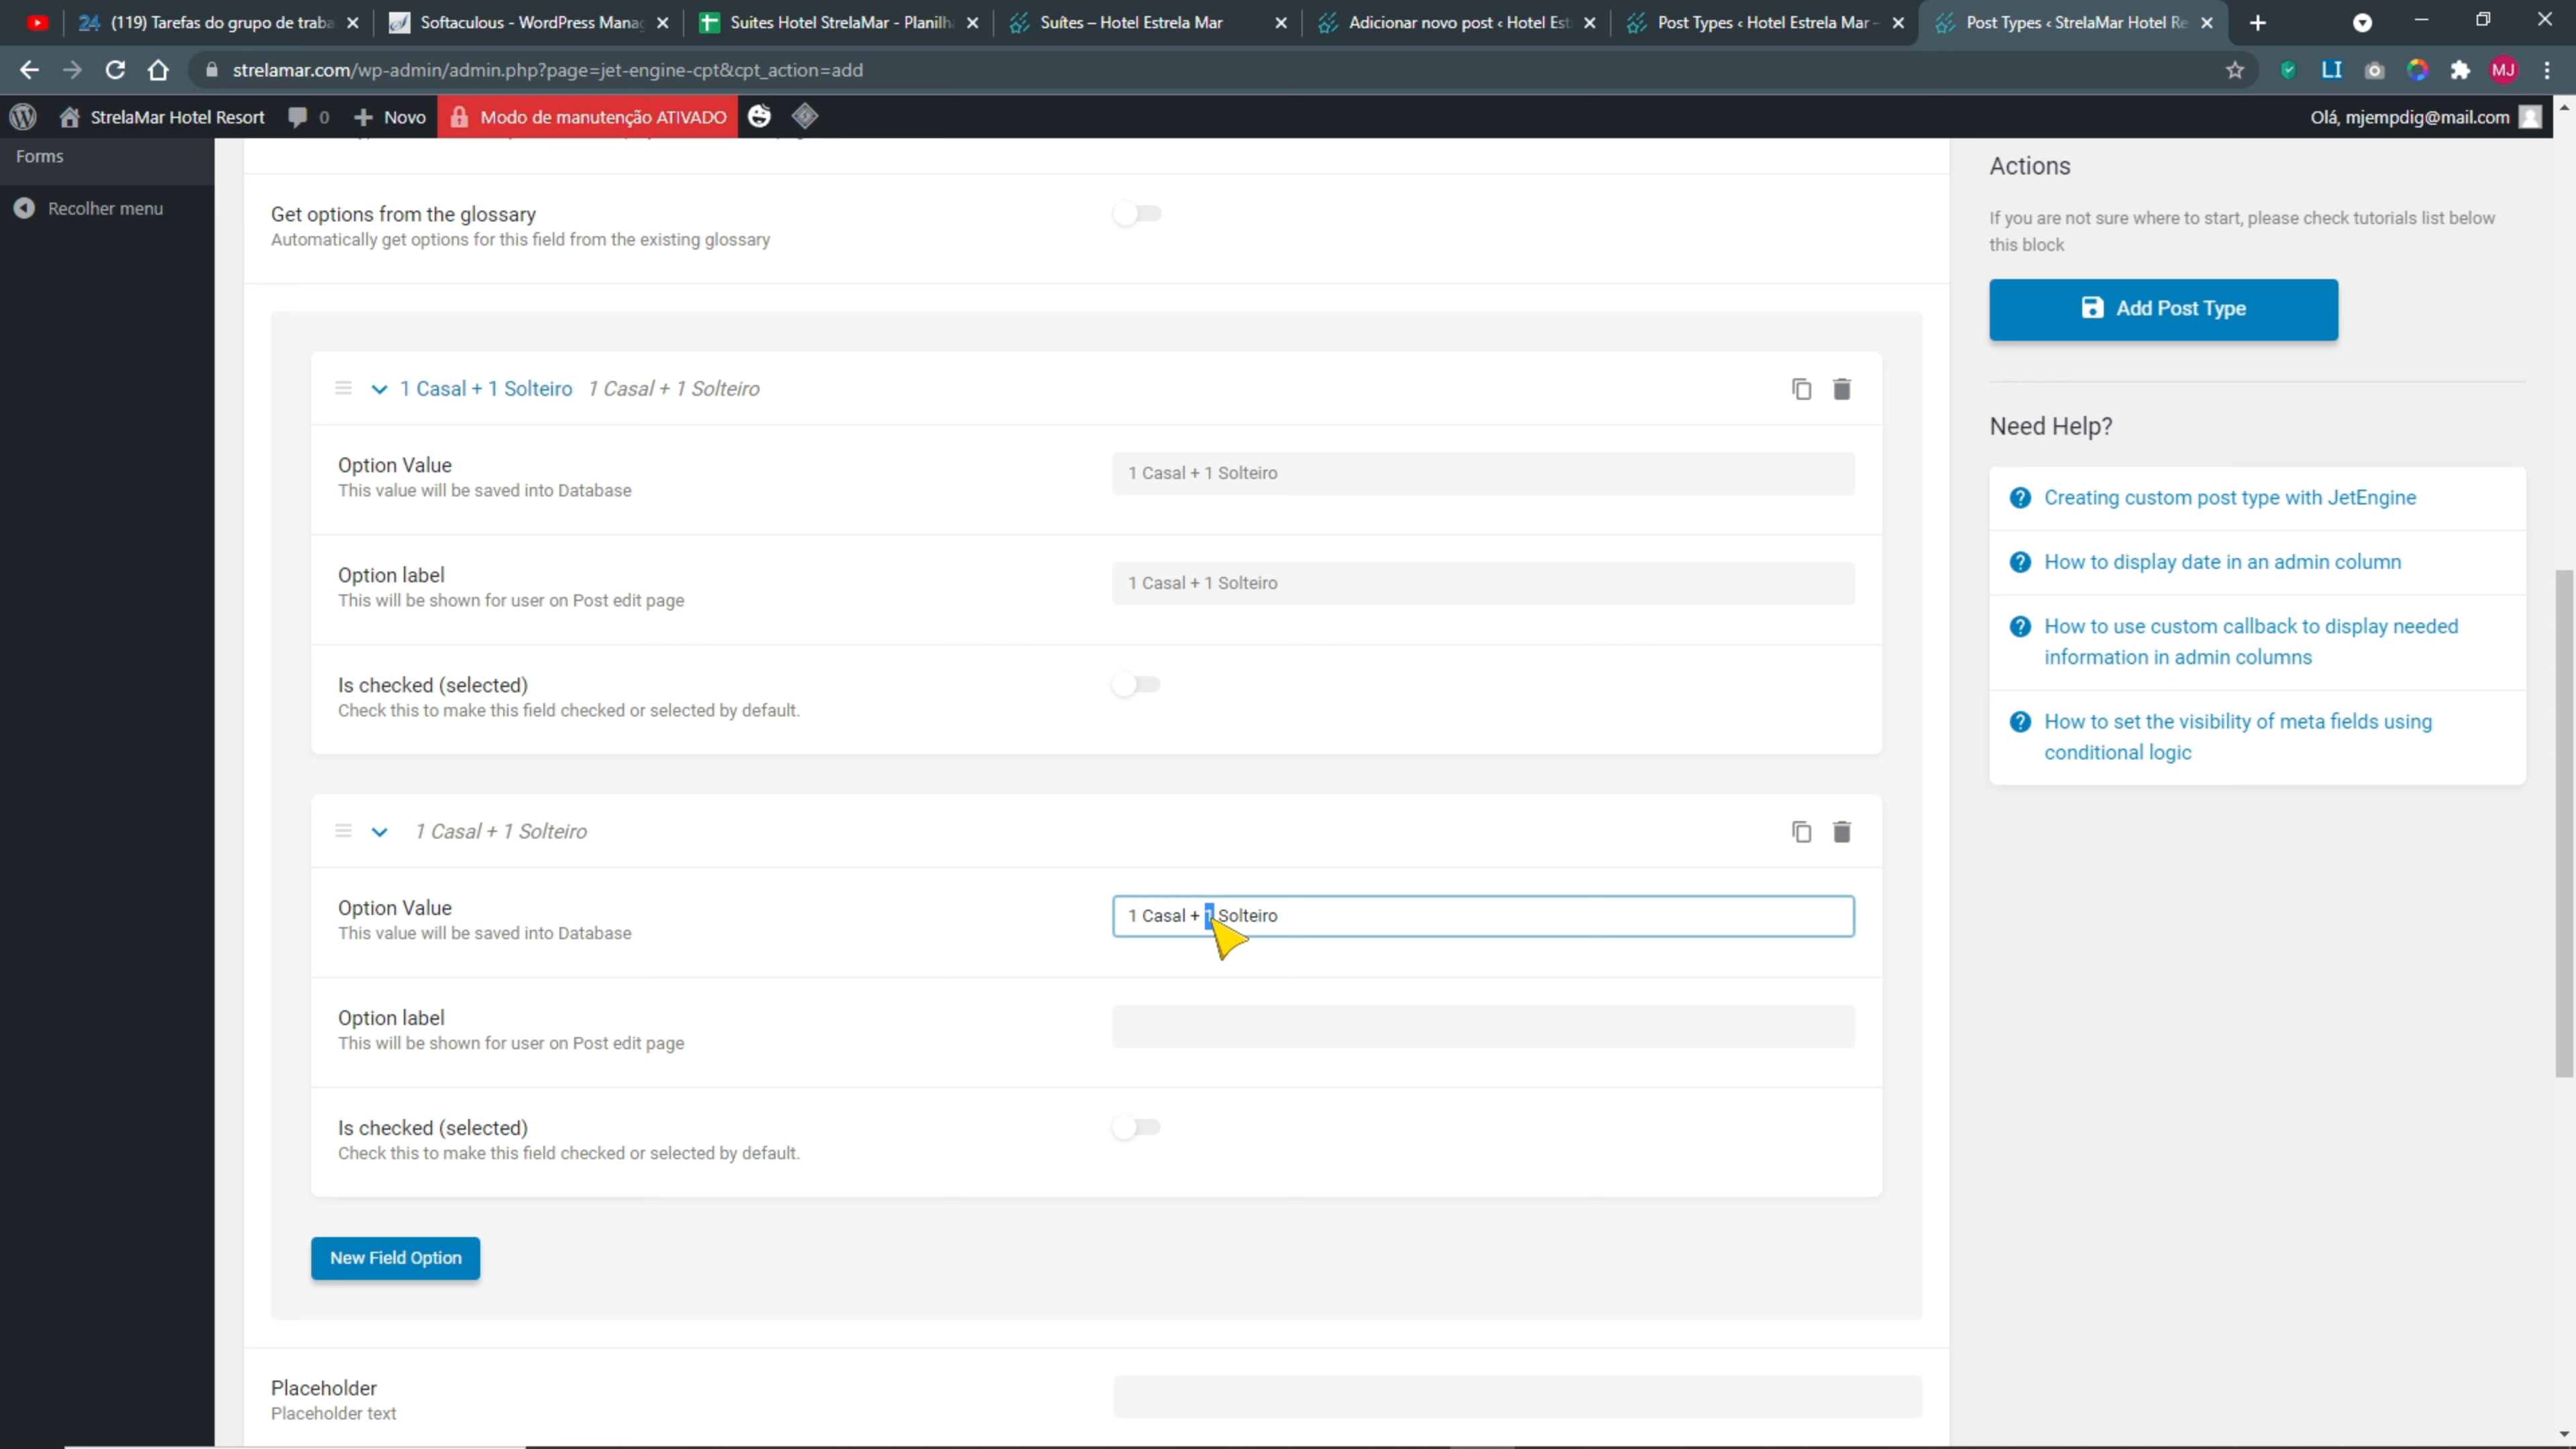 (119) Tarefas do grupo de traba
Softaculous - WordPress Mana
Suites Hotel StrelaMar - Planilh
Suítes – Hotel Estrela Mar
Adicionar novo post ‹ Hotel Est
Post Types ‹ Hotel Estrela Mar –
Post Types ‹ StrelaMar Hotel Re
strelamar.com/wp-admin/admin.php?page=jet-engine-cpt&cpt_action=add
LI
MJ
StrelaMar Hotel Resort
0
Novo
Modo de manutenção ATIVADO
Olá, mjempdig@mail.com
Forms
Recolher menu
Get options from the glossary
Automatically get options for this field from the existing glossary
1 Casal + 1 Solteiro 1 Casal + 1 Solteiro
Option Value
This value will be saved into Database
1 Casal + 1 Solteiro
Option label
This will be shown for user on Post edit page
1 Casal + 1 Solteiro
Is checked (selected)
Check this to make this field checked or selected by default.
1 Casal + 1 Solteiro
Option Value
This value will be saved into Database
1 Casal + 1 Solteiro
Option label
This will be shown for user on Post edit page
Is checked (selected)
Check this to make this field checked or selected by default.
New Field Option
Placeholder
Placeholder text
Actions
If you are not sure where to start, please check tutorials list below
this block
Add Post Type
Need Help?
Creating custom post type with JetEngine
How to display date in an admin column
How to use custom callback to display needed
information in admin columns
How to set the visibility of meta fields using
conditional logic